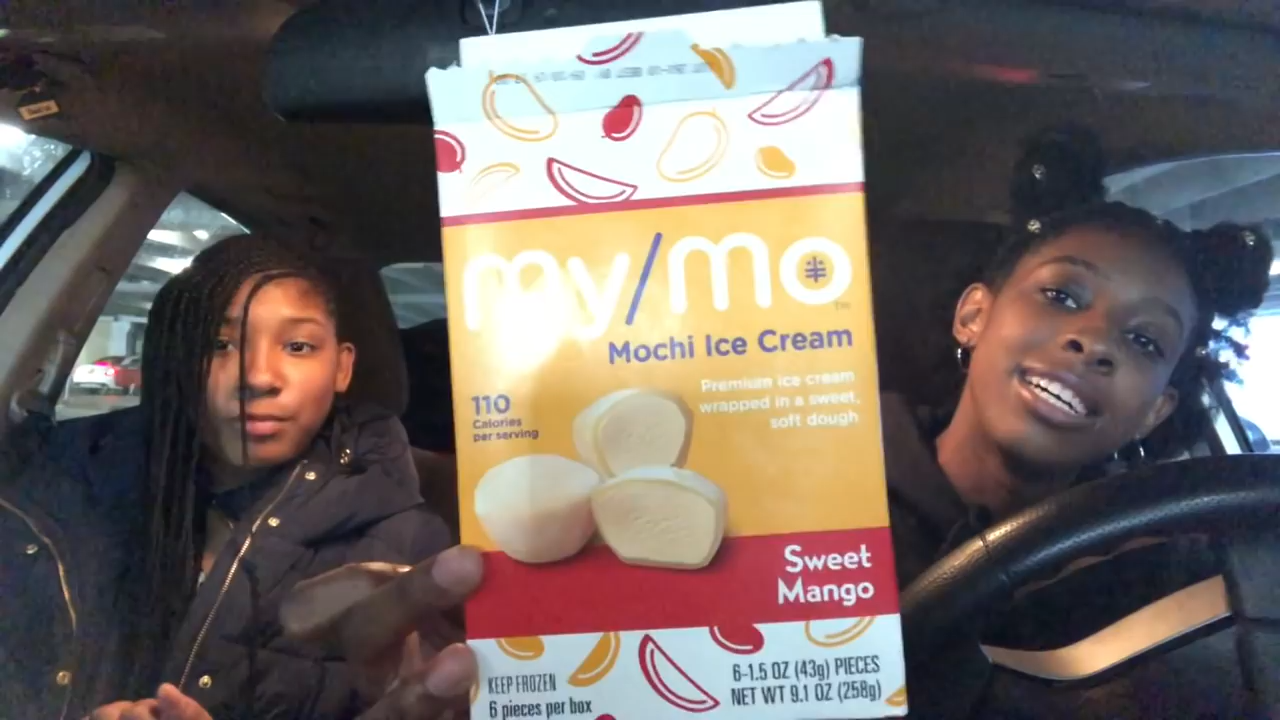 my/mo
TM
Mochi Ice Cream
Premium ice cream
wrapped in a sweet,
soft dough
110
Calories
per serving
Sweet
Mango
KEEP FROZEN
6 pieces per box
6-1.5 OZ (43g) PIECES
NET WT 9.1 OZ (258g)